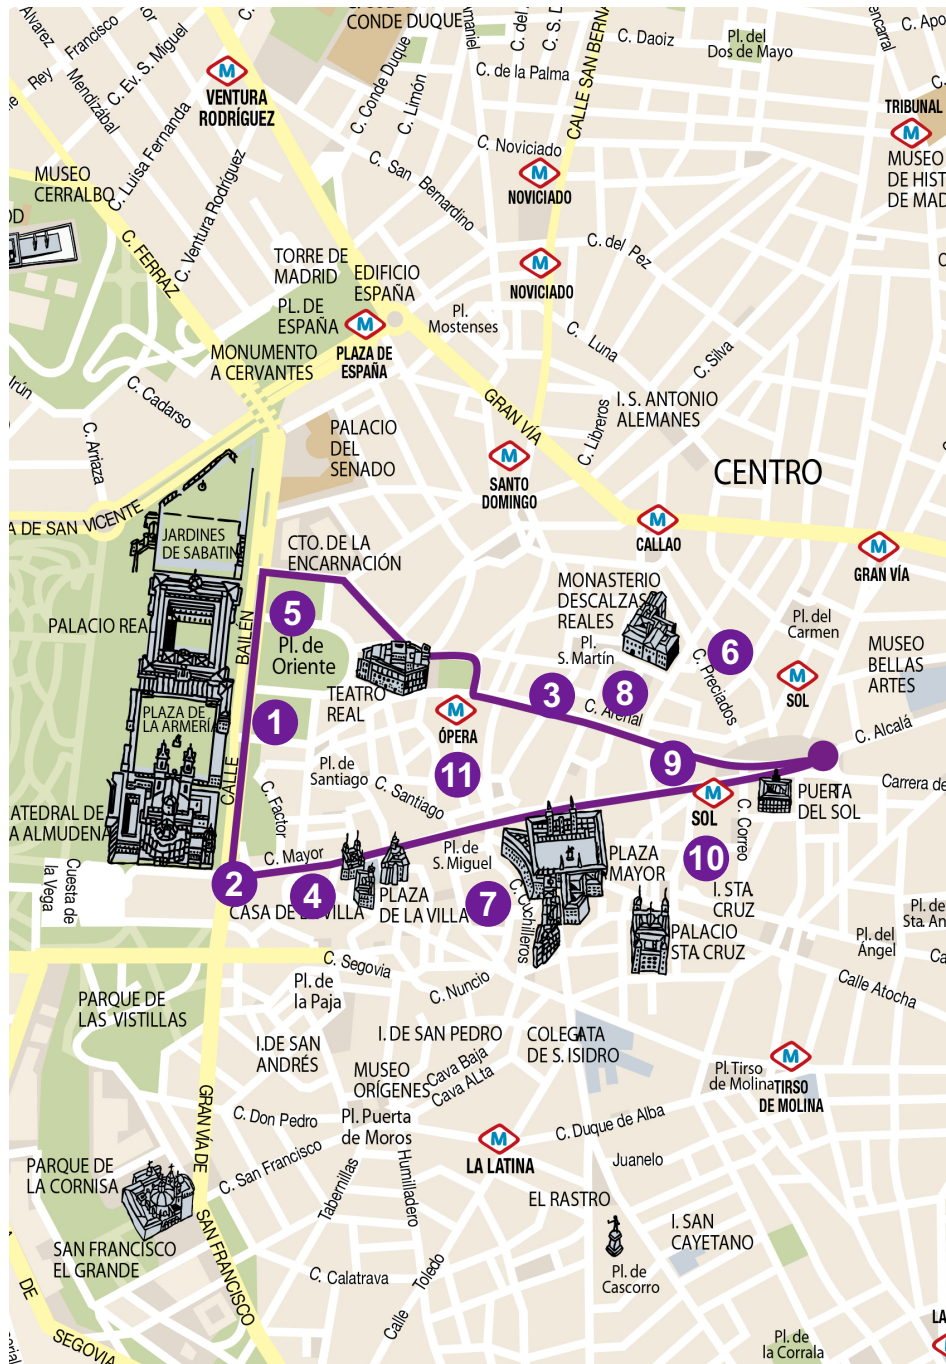 CONDE DUQUE
C. Daoiz
Pl. del
Dos de Mayo
C. Apo
Alvarez
Francisco
Rey
Mendizábal
C. Ev. S. Miguel
VENTURA
RODRÍGUEZ
C. Conde Duque
C. Limón
C. de la Palma
CALLE SAN BERNA
C. del
C. S. D
TRIBUNAL
MUSEO
DE HIST
DE MAD
C. Noviciado
NOVICIADO
C. San Bernardino
MUSEO
CERRALBO
C. Luisa Fernanda
C. Ventura Rodríguez
C. FERRAZ
C. del Pez
NOVICIADO
TORRE DE
MADRID
EDIFICIO
ESPAÑA
PL. DE
ESPAÑA
Pl.
Mostenses
MONUMENTO
A CERVANTES
PLAZA DE
ESPAÑA
C. Luna
C. Silva
Irún
C. Cadarso
C. Arriaza
GRAN VÍA
C. Libreros
I. S. ANTONIO
ALEMANES
PALACIO
DEL
SENADO
SANTO
DOMINGO
CENTRO
A DE SAN VICENTE
CALLAO
GRAN VÍA
JARDINES
DE SABATINI
CTO. DE LA
ENCARNACIÓN
MONASTERIO
DESCALZAS
REALES
Pl.
S. Martín
PALACIO REAL
BAILÉN
5
Pl. de
Oriente
6
C. Preciados
Pl. del
Carmen
MUSEO
BELLAS
ARTES
SOL
TEATRO
REAL
3
8
C. Arenal
PLAZA DE
LA ARMERÍA
1
ÓPERA
11
9
C. Alcalá
CALLE
Pl. de
Santiago
C. Santiago
C. Factor
SOL
C. Correo
PUERTA
DEL SOL
Carrera de
ATEDRAL DE
A ALMUDENA
C. Mayor
Pl. de
S. Miguel
PLAZA
MAYOR
10
2
4
7
CASA DE LA VILLA
PLAZA
DE LA VILLA
C. Cuchilleros
I. STA.
CRUZ
PALACIO
STA. CRUZ
Cuesta de
la Vega
Pl. de
Sta. An
Pl. del
Ángel
Ca
C. Segovia
C. Nuncio
Calle Atocha
PARQUE DE
LAS VISTILLAS
Pl. de
la Paja
I.DE SAN
ANDRÉS
I.DE SAN PEDRO
COLEGIATA
DE S. ISIDRO
MUSEO
ORÍGENES
Cava Baja
Cava ALta
Pl. Tirso
de Molina
TIRSO
DE MOLINA
GRAN VÍA DE
SAN FRANCISCO
C. Don Pedro
Pl. Puerta
de Moros
C. Duque de Alba
LA LATINA
Juanelo
PARQUE DE
LA CORNISA
C. San Francisco
Tabernillas
Humilladero
EL RASTRO
SAN FRANCISCO
EL GRANDE
I. SAN
CAYETANO
Pl. de
Cascorro
C. Calatrava
Calle Toledo
DE
SEGOVIA
Pl. de
la Corrala
LA